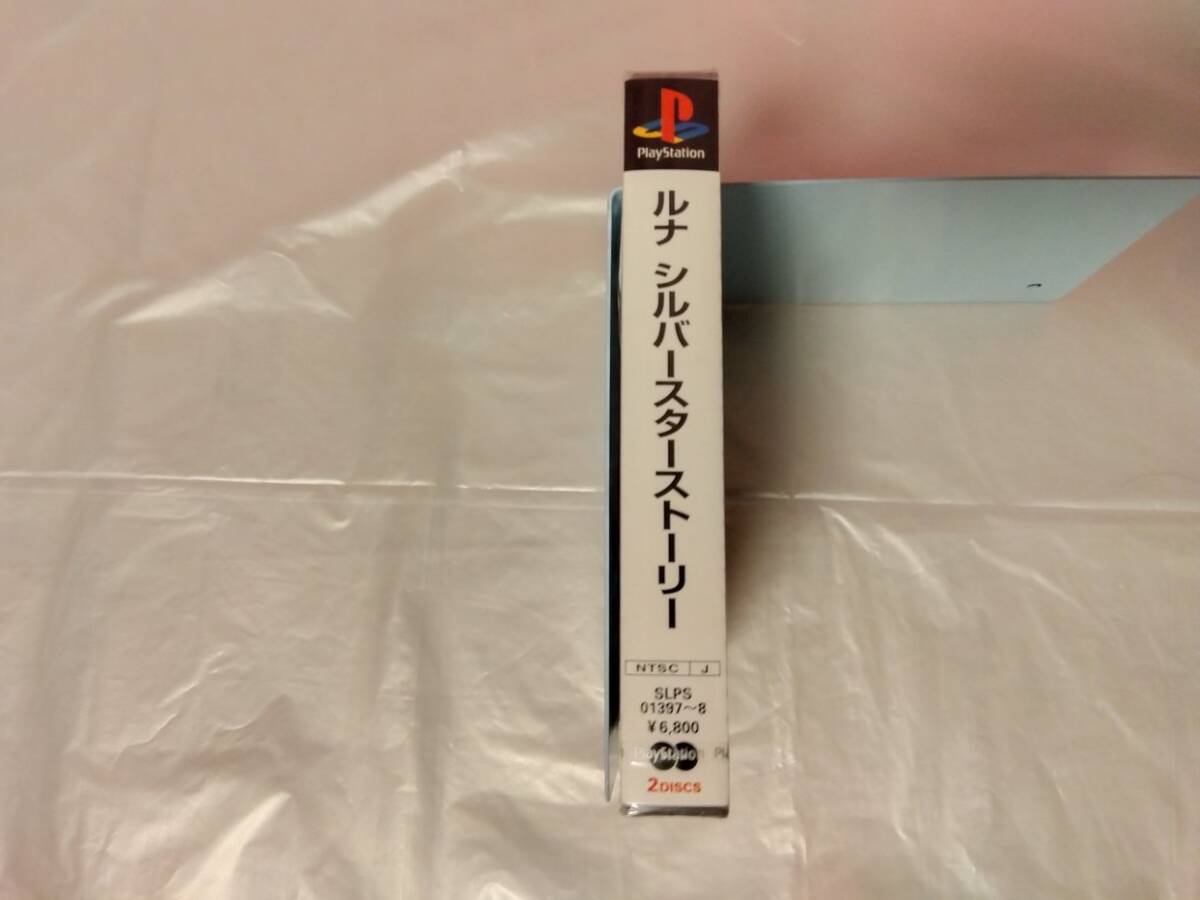 PlayStation
ルナ シルバースターストーリー
NTSC J
SLPS
01397～8
¥6,800
PlayStation
2DISCS